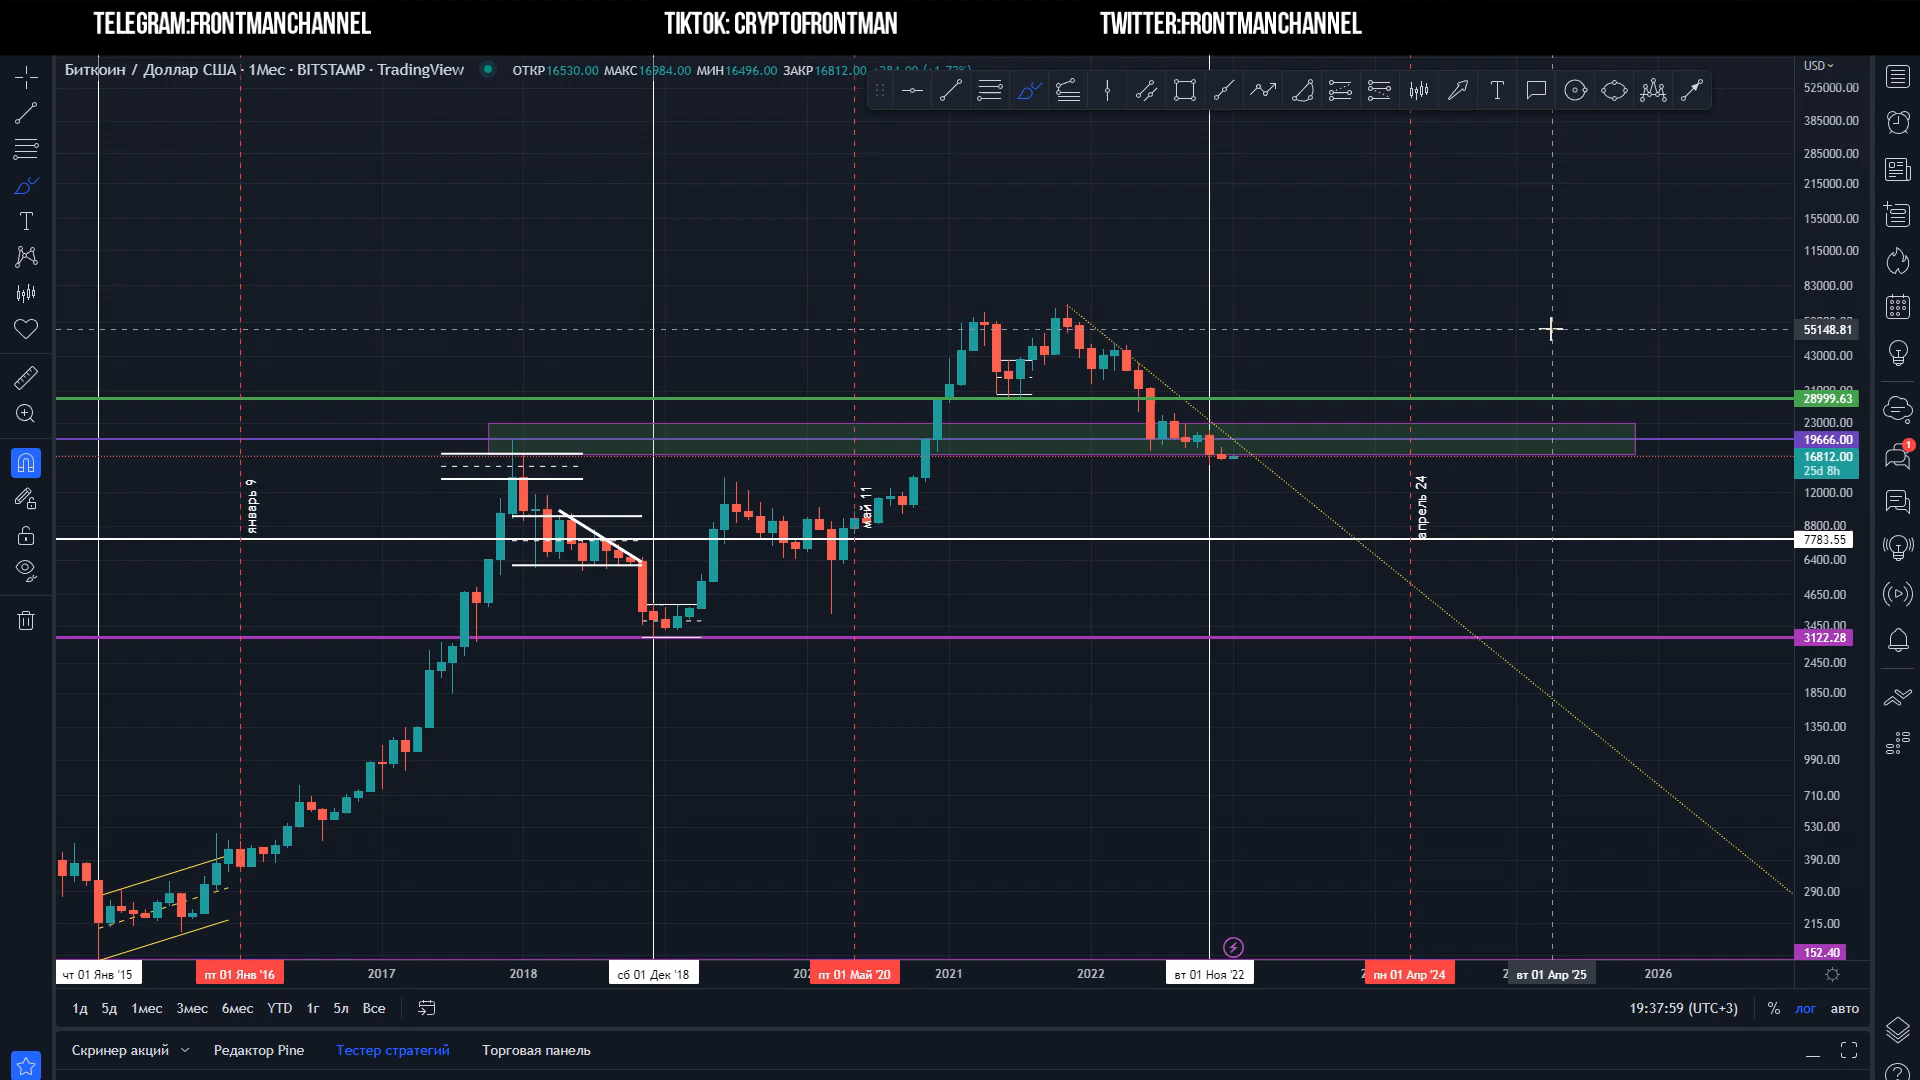 TELEGRAM:FRONTMANCHANNEL
TIKTOK: CRYPTOFRONTMAN
TWITTER:FRONTMANCHANNEL
Биткоин / Доллар США · 1Мес · BITSTAMP · TradingView
ОТКР16530.00 МАКС16984.00 МИН16496.00 ЗАКР16812.00
USD
525000.00
385000.00
285000.00
215000.00
155000.00
115000.00
83000.00
55148.81
43000.00
28999.63
23000.00
19666.00
16812.00
25d 8h
12000.00
8800.00
7783.55
6400.00
4650.00
3450.00
3122.28
2450.00
1850.00
1350.00
990.00
710.00
530.00
390.00
290.00
215.00
152.40
январь 9
май 11
апрель 24
1
чт 01 Янв '15
пт 01 Янв '16
2017
2018
сб 01 Дек '18
пт 01 Май '20
2021
2022
вт 01 Ноя '22
пн 01 Апр '24
вт 01 Апр '25
2026
1д 5д 1мес 3мес 6мес YTD 1г 5л Все
19:37:59 (UTC+3) % лог авто
Скринер акций Редактор Pine Тестер стратегий Торговая панель